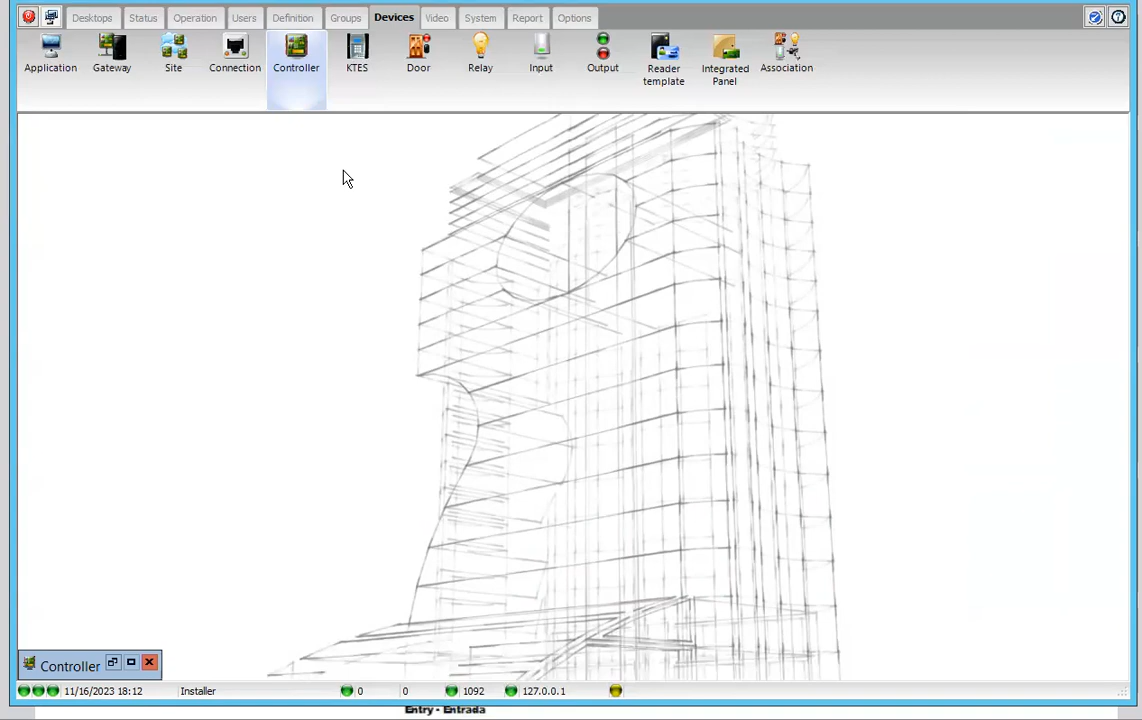 Desktops Status Operation Users Definition Groups Devices Video System Report Options
Application Gateway Site Connection Controller KTES Door Relay Input Output Reader template Integrated Panel Association
Controller
11/16/2023 18:12 Installer 0 0 1092 127.0.0.1
Entry - Entrada